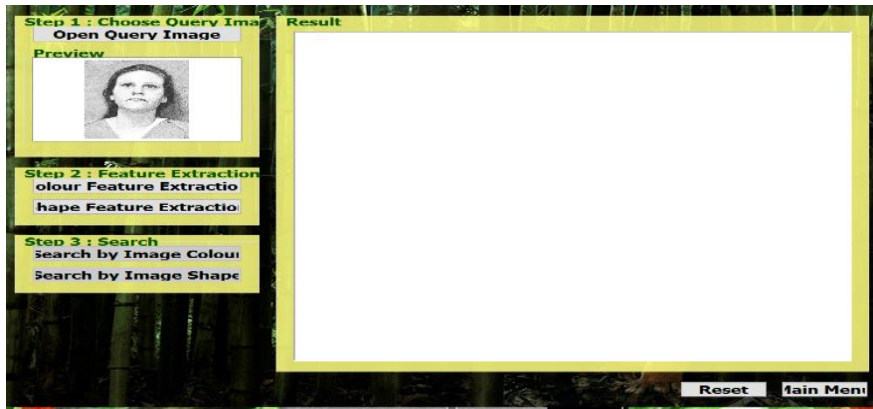 Step 1 : Choose Query Ima
Open Query Image
Preview
Step 2 : Feature Extraction
olour Feature Extractio
hape Feature Extractio
Step 3 : Search
Search by Image Colou
Search by Image Shape
Result
Reset
Main Menu